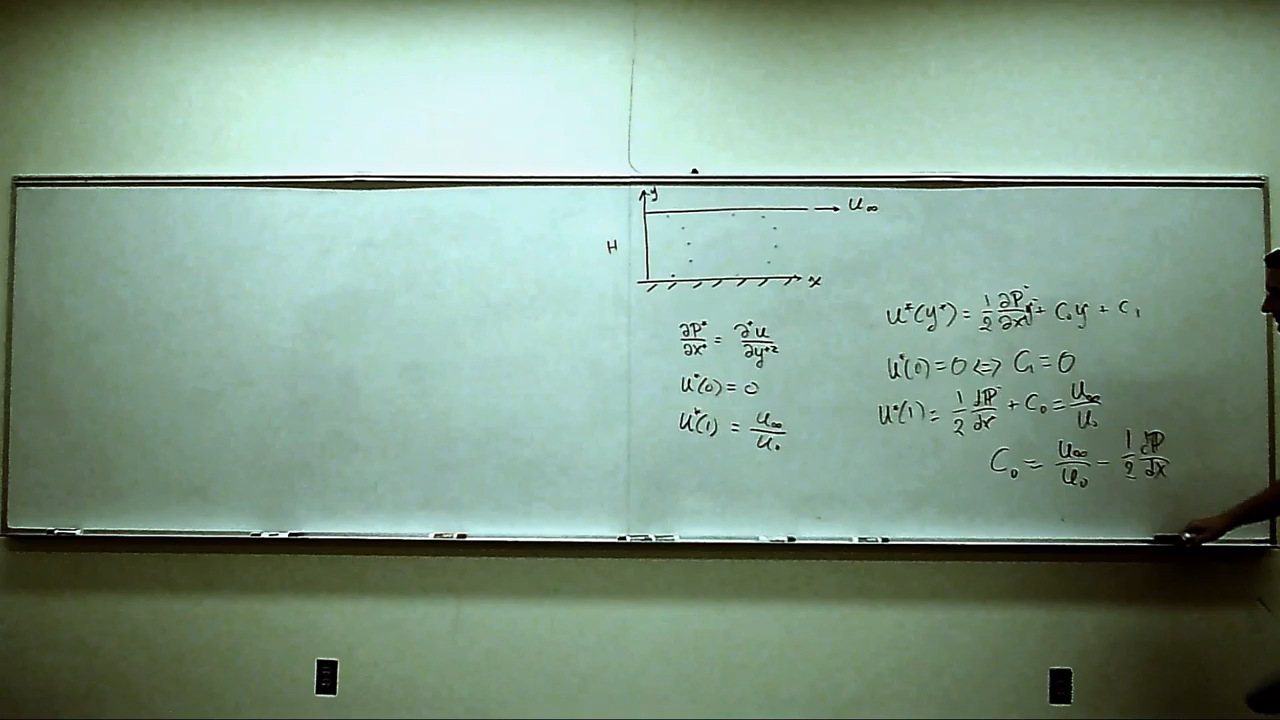 y
U∞
H
x
∂P*/∂x* = ∂²u/∂y*²
u*(0) = 0
u*(1) = U∞/U₀
u*(y*) = 1/2 ∂P*/∂x y² + C₀y + C₁
u*(0) = 0 <=> C₁ = 0
u*(1) = 1/2 dP*/dx + C₀ = U∞/U₀
C₀ = U∞/U₀ - 1/2 dP/dx